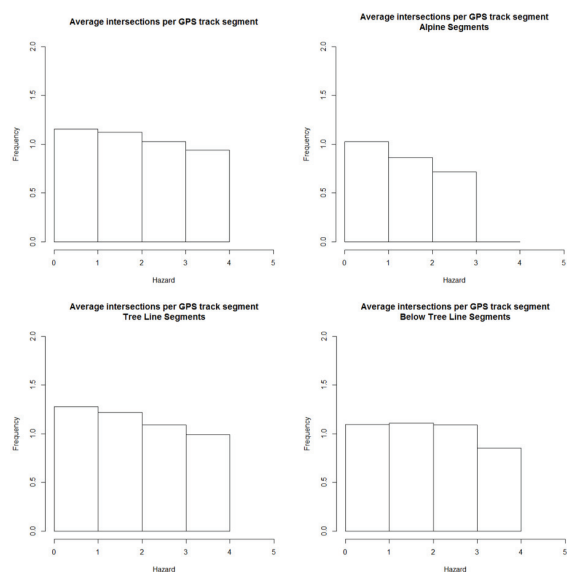 Average intersections per GPS track segment
2.0
1.5
1.0
0.5
0.0
Frequency
0 1 2 3 4 5
Hazard
Average intersections per GPS track segment
Alpine Segments
2.0
1.5
1.0
0.5
0.0
Frequency
0 1 2 3 4 5
Hazard
Average intersections per GPS track segment
Tree Line Segments
2.0
1.5
1.0
0.5
0.0
Frequency
0 1 2 3 4 5
Hazard
Average intersections per GPS track segment
Below Tree Line Segments
2.0
1.5
1.0
0.5
0.0
Frequency
0 1 2 3 4 5
Hazard